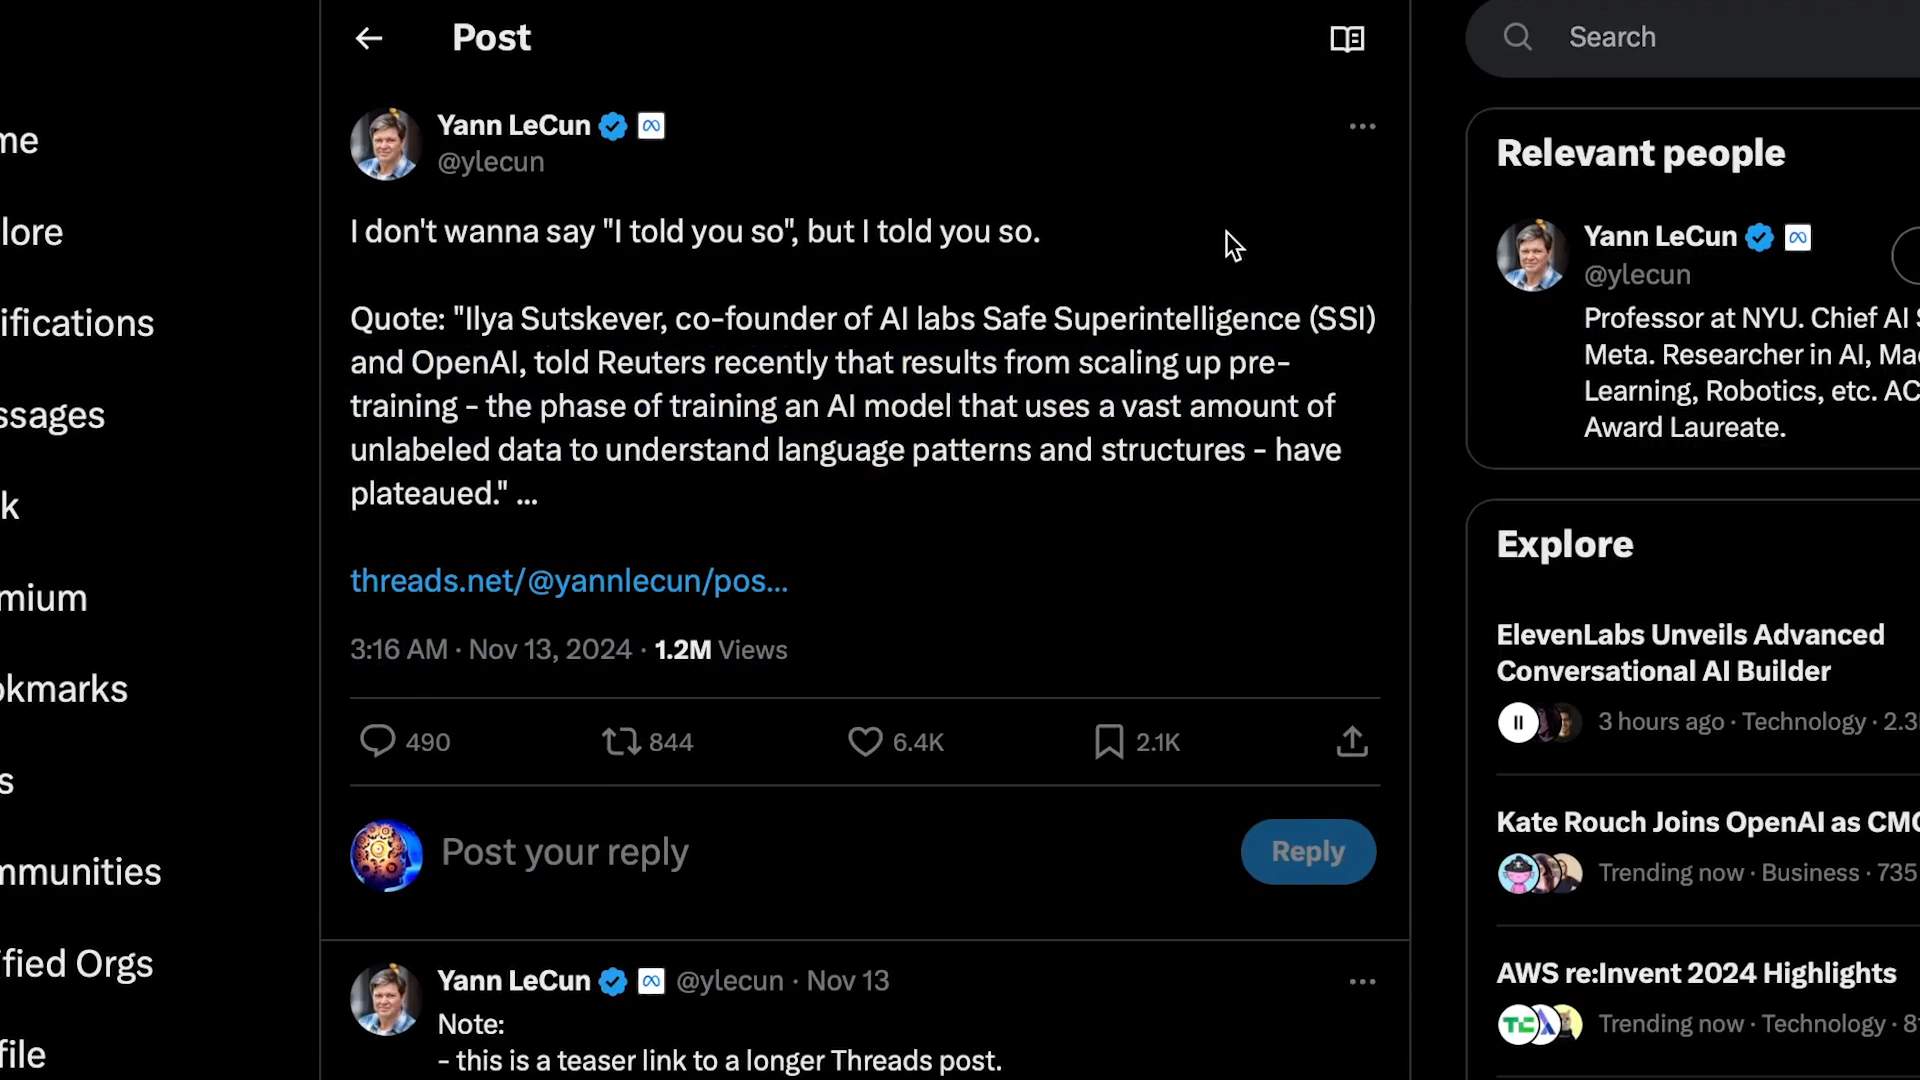 Post
Search
me
lore
ifications
ssages
k
mium
okmarks
s
mmunities
ified Orgs
file
Yann LeCun
@ylecun
I don't wanna say "I told you so", but I told you so.
Quote: "Ilya Sutskever, co-founder of AI labs Safe Superintelligence (SSI)
and OpenAI, told Reuters recently that results from scaling up pre-
training - the phase of training an AI model that uses a vast amount of
unlabeled data to understand language patterns and structures - have
plateaued." ...
threads.net/@yannlecun/pos...
3:16 AM · Nov 13, 2024 · 1.2M Views
490 844 6.4K 2.1K
Post your reply
Reply
Yann LeCun @ylecun · Nov 13
Note:
- this is a teaser link to a longer Threads post.
Relevant people
Yann LeCun
@ylecun
Professor at NYU. Chief AI S
Meta. Researcher in AI, Ma
Learning, Robotics, etc. AC
Award Laureate.
Explore
ElevenLabs Unveils Advanced
Conversational AI Builder
3 hours ago · Technology · 2.3
Kate Rouch Joins OpenAI as CMO
Trending now · Business · 735
AWS re:Invent 2024 Highlights
TC
Trending now · Technology · 8